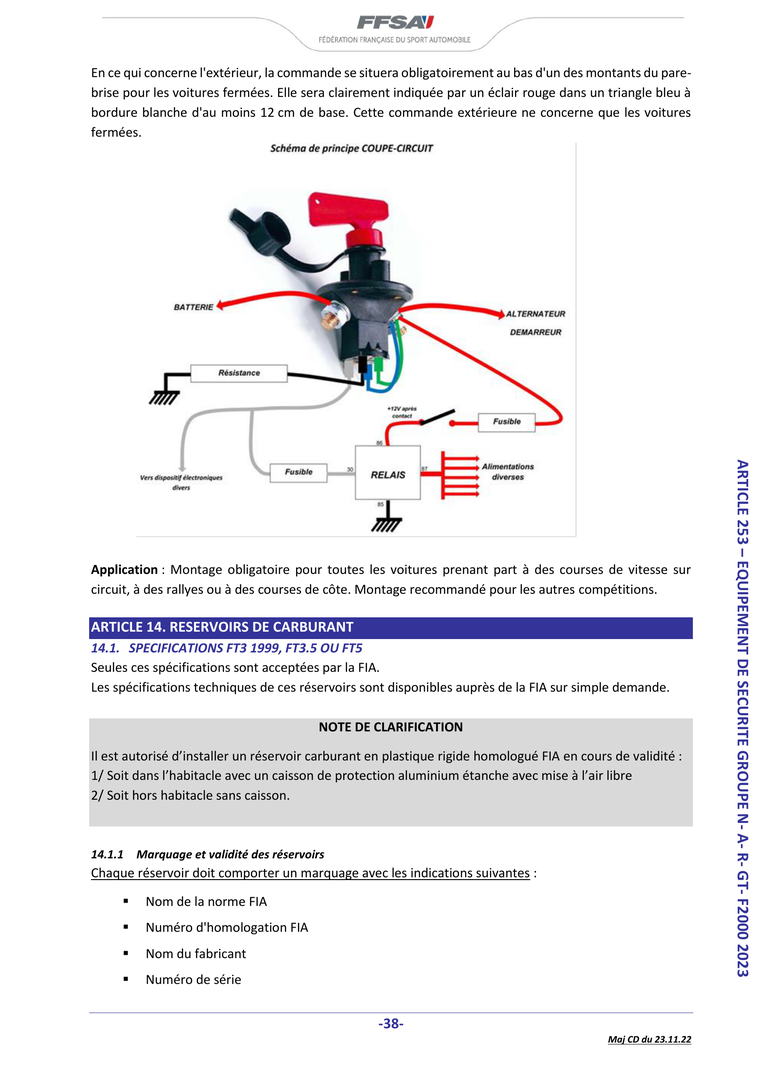 FFSA
FÉDÉRATION FRANÇAISE DU SPORT AUTOMOBILE
En ce qui concerne l'extérieur, la commande se situera obligatoirement au bas d'un des montants du pare-
brise pour les voitures fermées. Elle sera clairement indiquée par un éclair rouge dans un triangle bleu à
bordure blanche d'au moins 12 cm de base. Cette commande extérieure ne concerne que les voitures
fermées.
Schéma de principe COUPE-CIRCUIT
BATTERIE
ALTERNATEUR
DEMARREUR
Résistance
+12V après
contact
Fusible
86
Fusible
30
RELAIS
87
Alimentations
diverses
Vers dispositif électroniques
divers
85
Application : Montage obligatoire pour toutes les voitures prenant part à des courses de vitesse sur
circuit, à des rallyes ou à des courses de côte. Montage recommandé pour les autres compétitions.
ARTICLE 14. RESERVOIRS DE CARBURANT
14.1. SPECIFICATIONS FT3 1999, FT3.5 OU FT5
Seules ces spécifications sont acceptées par la FIA.
Les spécifications techniques de ces réservoirs sont disponibles auprès de la FIA sur simple demande.
NOTE DE CLARIFICATION
Il est autorisé d’installer un réservoir carburant en plastique rigide homologué FIA en cours de validité :
1/ Soit dans l’habitacle avec un caisson de protection aluminium étanche avec mise à l’air libre
2/ Soit hors habitacle sans caisson.
14.1.1 Marquage et validité des réservoirs
Chaque réservoir doit comporter un marquage avec les indications suivantes :
▪ Nom de la norme FIA
▪ Numéro d'homologation FIA
▪ Nom du fabricant
▪ Numéro de série
ARTICLE 253 – EQUIPEMENT DE SECURITE GROUPE N- A- R- GT- F2000 2023
-38-
Maj CD du 23.11.22